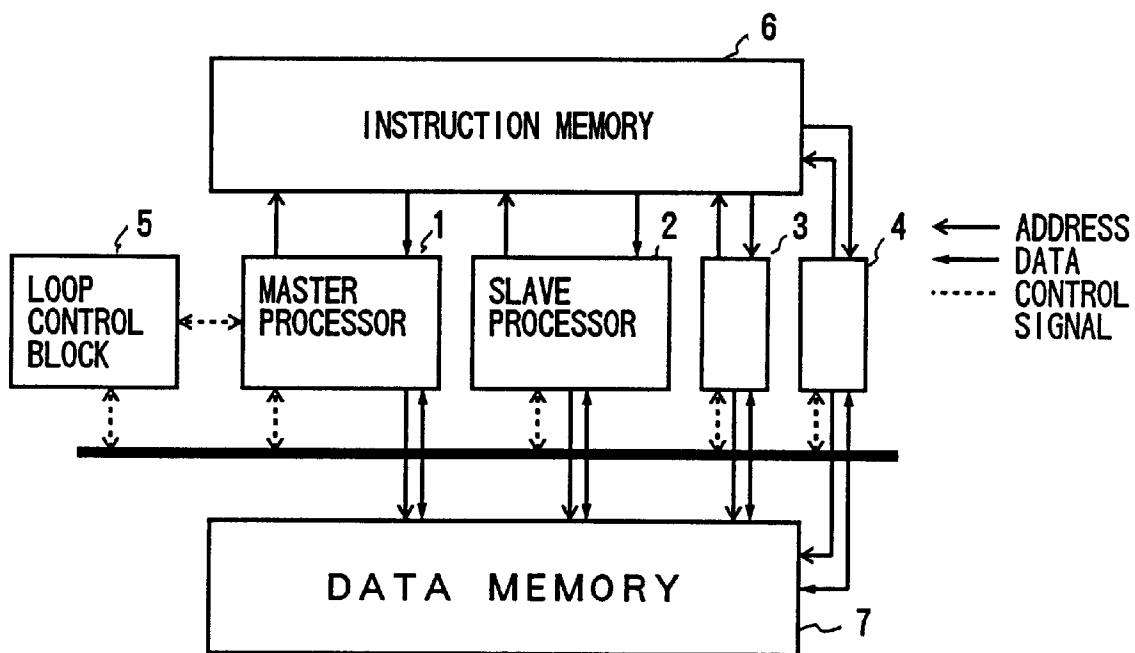 6
INSTRUCTION MEMORY
5
1
2
3
4
ADDRESS
DATA
CONTROL
SIGNAL
LOOP
CONTROL
BLOCK
MASTER
PROCESSOR
SLAVE
PROCESSOR
DATA MEMORY
7